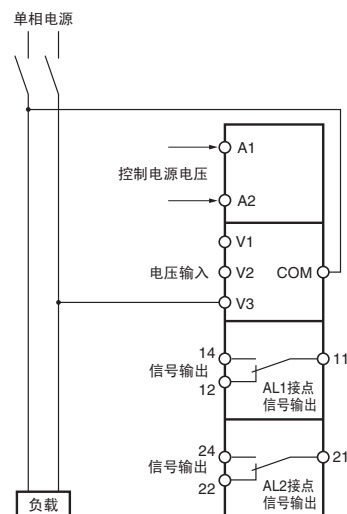 单相电源
A1
控制电源电压
A2
V1
电压输入
V2
COM
V3
14
11
信号输出
12
AL1接点
信号输出
24
21
信号输出
22
AL2接点
信号输出
负载